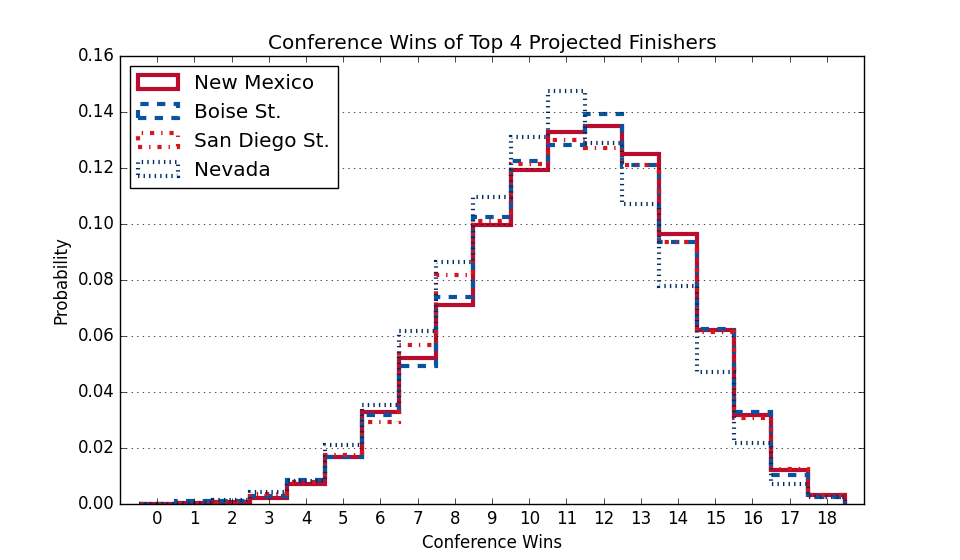 Conference Wins of Top 4 Projected Finishers
0.16
0.14
0.12
0.10
0.08
0.06
0.04
0.02
0.00
Probability
New Mexico
Boise St.
San Diego St.
Nevada
0 1 2 3 4 5 6 7 8 9 10 11 12 13 14 15 16 17 18
Conference Wins